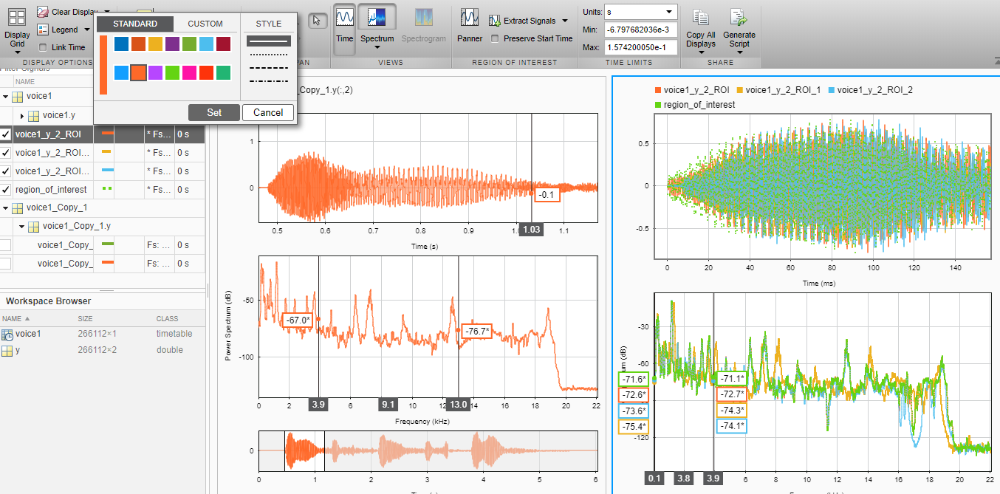 Display
Grid
Clear Display
Legend
Link Time
DISPLAY OPTIONS
STANDARD
CUSTOM
STYLE
Set
Cancel
Time
Spectrum
Spectrogram
VIEWS
Panner
Extract Signals
Preserve Start Time
REGION OF INTEREST
Units: s
Min: -6.797682036e-3
Max: 1.574200050e-1
TIME LIMITS
Copy All
Displays
Generate
Script
SHARE
Filter Signals
NAME
voice1
voice1.y
voice1_y_2_ROI * Fs... 0 s
voice1_y_2_ROI... * Fs... 0 s
voice1_y_2_ROI... * Fs... 0 s
region_of_interest * Fs... 0 s
voice1_Copy_1
voice1_Copy_1.y
voice1_Copy_ Fs: ... 0 s
voice1_Copy_ Fs: ... 0 s
Workspace Browser
NAME SIZE CLASS
voice1 266112×1 timetable
y 266112×2 double
_Copy_1.y(:,2)
1
0
-0.1
1.03
0.5 0.6 0.7 0.8 0.9 1.1
Time (s)
Power Spectrum (dB)
-50
-100
-67.0*
-76.7*
0 2 3.9 6 9.1 10 13.0 14 16 18 20 22
Frequency (kHz)
0
0 1 2 3 4 5 6
voice1_y_2_ROI voice1_y_2_ROI_1 voice1_y_2_ROI_2
region_of_interest
0.5
0
-0.5
0 20 40 60 80 100 120 140
Time (ms)
-30
-60
-120
um (dB)
-71.6*
-72.6*
-73.6*
-75.4*
-71.1*
-72.7*
-74.3*
-74.1*
0.1 3.8 3.9 6 8 10 12 14 16 18 20 22